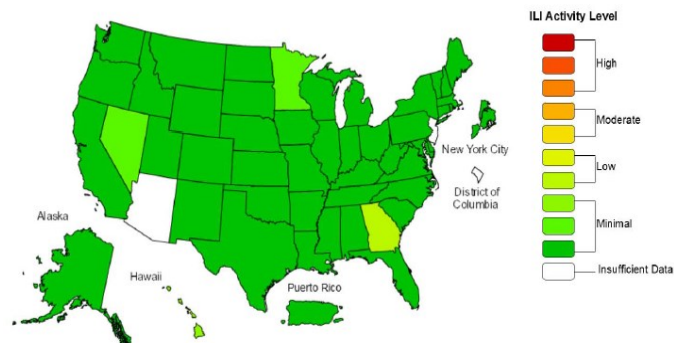 ILI Activity Level
High
Moderate
Low
Minimal
Insufficient Data
New York City
District of
Columbia
Alaska
Hawaii
Puerto Rico